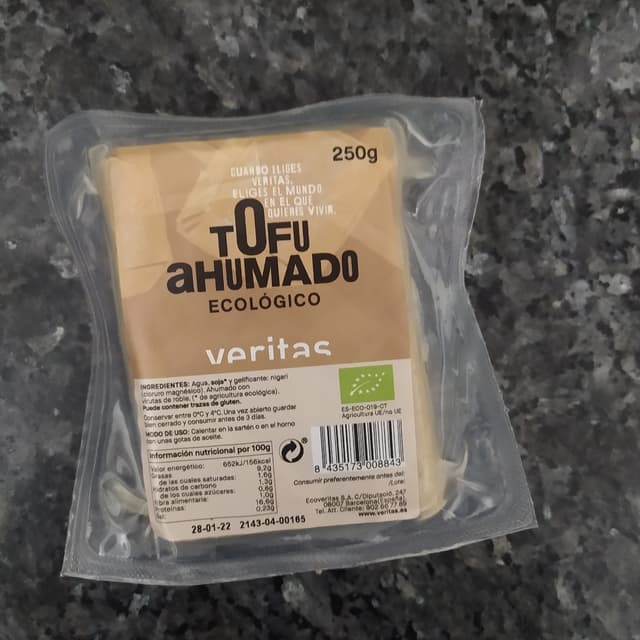 250g
CUANDO ELIGES
VERITAS,
ELIGES EL MUNDO
EN EL QUE
QUIERES VIVIR.
TOFU
aHUMADO
ECOLÓGICO
veritas
INGREDIENTES: Agua, soja* y gelificante: nigari
(cloruro magnésico). Ahumado con
virutas de roble. (* de agricultura ecológica).
Puede contener trazas de gluten.
Conservar entre 0ºC y 4ºC. Una vez abierto guardar
bien cerrado y consumir antes de 3 días.
MODO DE USO: Calentar en la sartén o en el horno
con unas gotas de aceite.
ES-ECO-019-CT
Agricultura UE/no UE
Información nutricional por 100g
Valor energético: 652kJ/156kcal
Grasas 9,2g
de las cuales saturadas: 1,6g
Hidratos de carbono 1,3g
de los cuales azúcares: 0,6g
Fibra alimentaria: 1,0g
Proteínas: 16,6g
Sal: 0,23g
8 435173 008843
Consumir preferentemente antes del
/Lote:
Ecoveritas S.A. C/Diputació, 247
08007 Barcelona (España)
Tel. Att. Cliente: 902 66 77 89
www.veritas.es
28-01-22 2143-04-00165